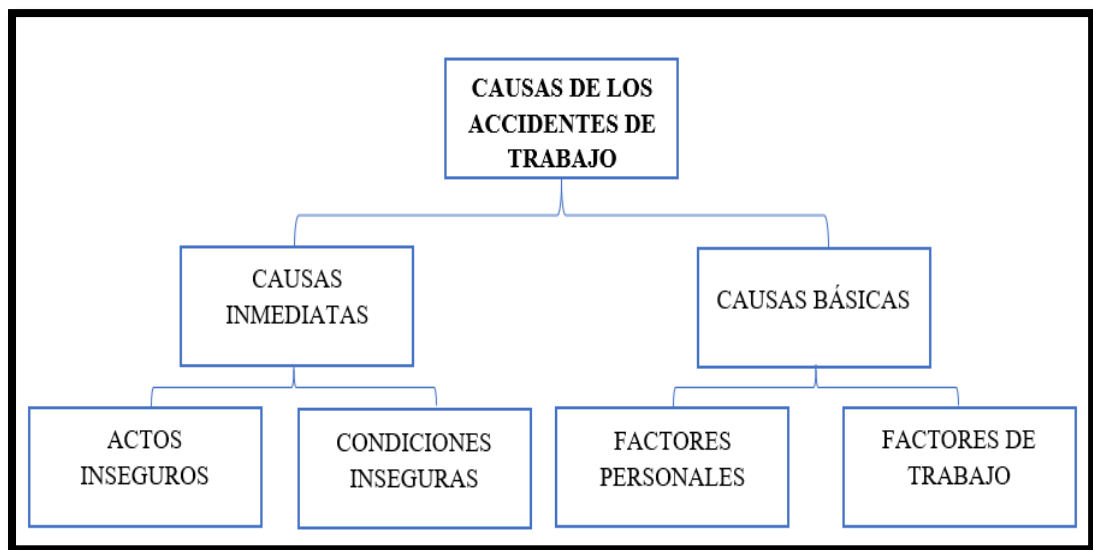 CAUSAS DE LOS
ACCIDENTES DE
TRABAJO
CAUSAS
INMEDIATAS
CAUSAS BÁSICAS
ACTOS
INSEGUROS
CONDICIONES
INSEGURAS
FACTORES
PERSONALES
FACTORES DE
TRABAJO